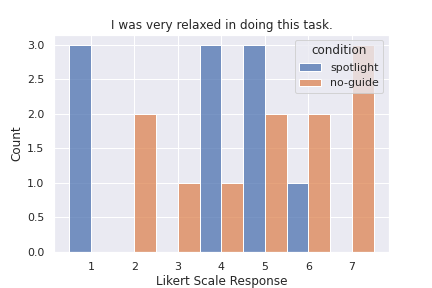 I was very relaxed in doing this task.
condition
spotlight
no-guide
3.0
2.5
2.0
1.5
1.0
0.5
0.0
Count
1 2 3 4 5 6 7
Likert Scale Response